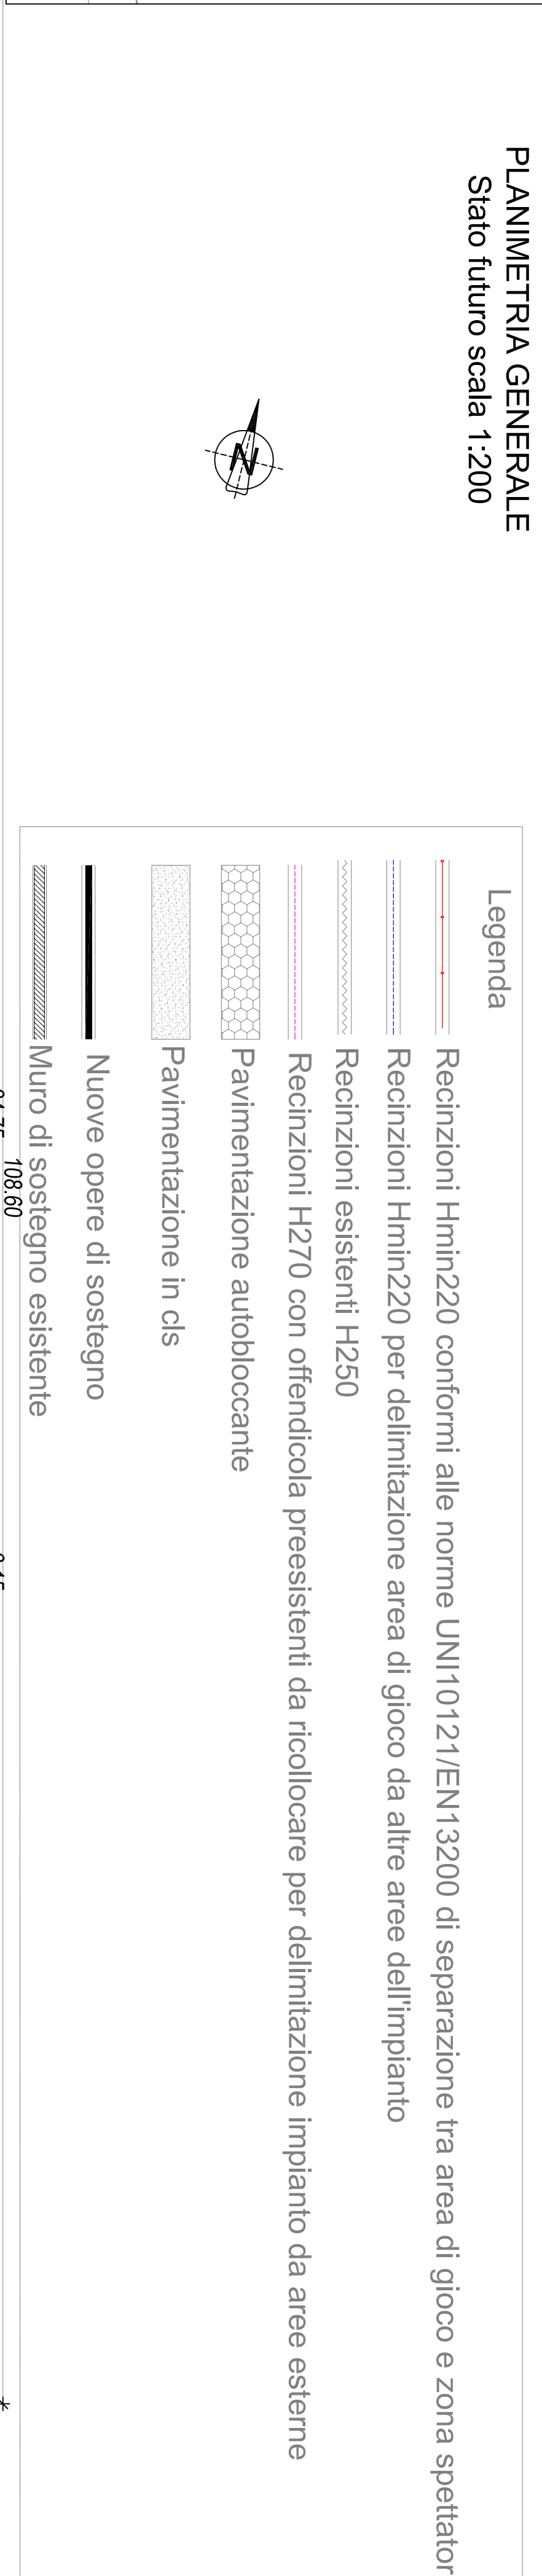 PLANIMETRIA GENERALE
Stato futuro scala 1:200
N
Legenda
Recinzioni Hmin220 conformi alle norme UNI10121/EN13200 di separazione tra area di gioco e zona spettator
Recinzioni Hmin220 per delimitazione area di gioco da altre aree dell'impianto
Recinzioni esistenti H250
Recinzioni H270 con offendicola preesistenti da ricollocare per delimitazione impianto da aree esterne
Pavimentazione autobloccante
Pavimentazione in cls
Nuove opere di sostegno
Muro di sostegno esistente
108.60